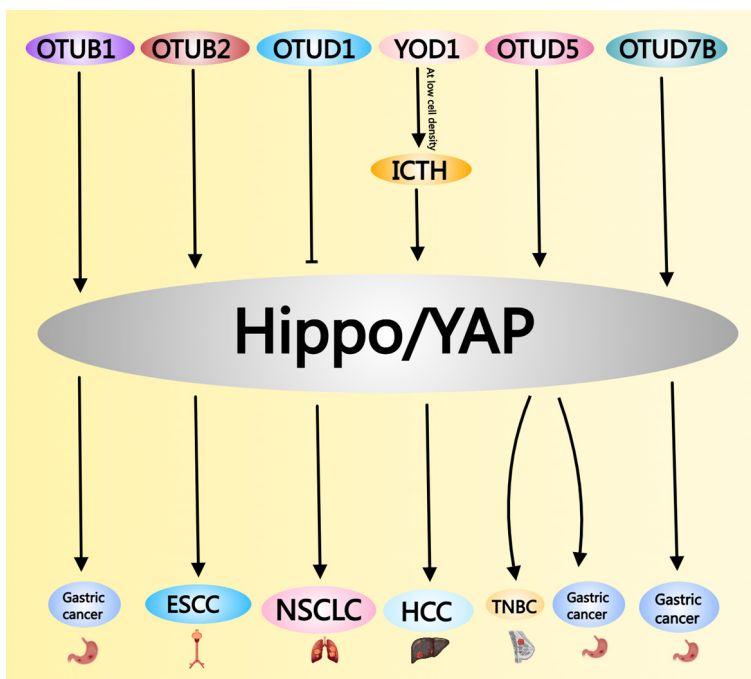 OTUB1
OTUB2
OTUD1
YOD1
OTUD5
OTUD7B
At low cell density
ICTH
Hippo/YAP
Gastric
cancer
ESCC
NSCLC
HCC
TNBC
Gastric
cancer
Gastric
cancer